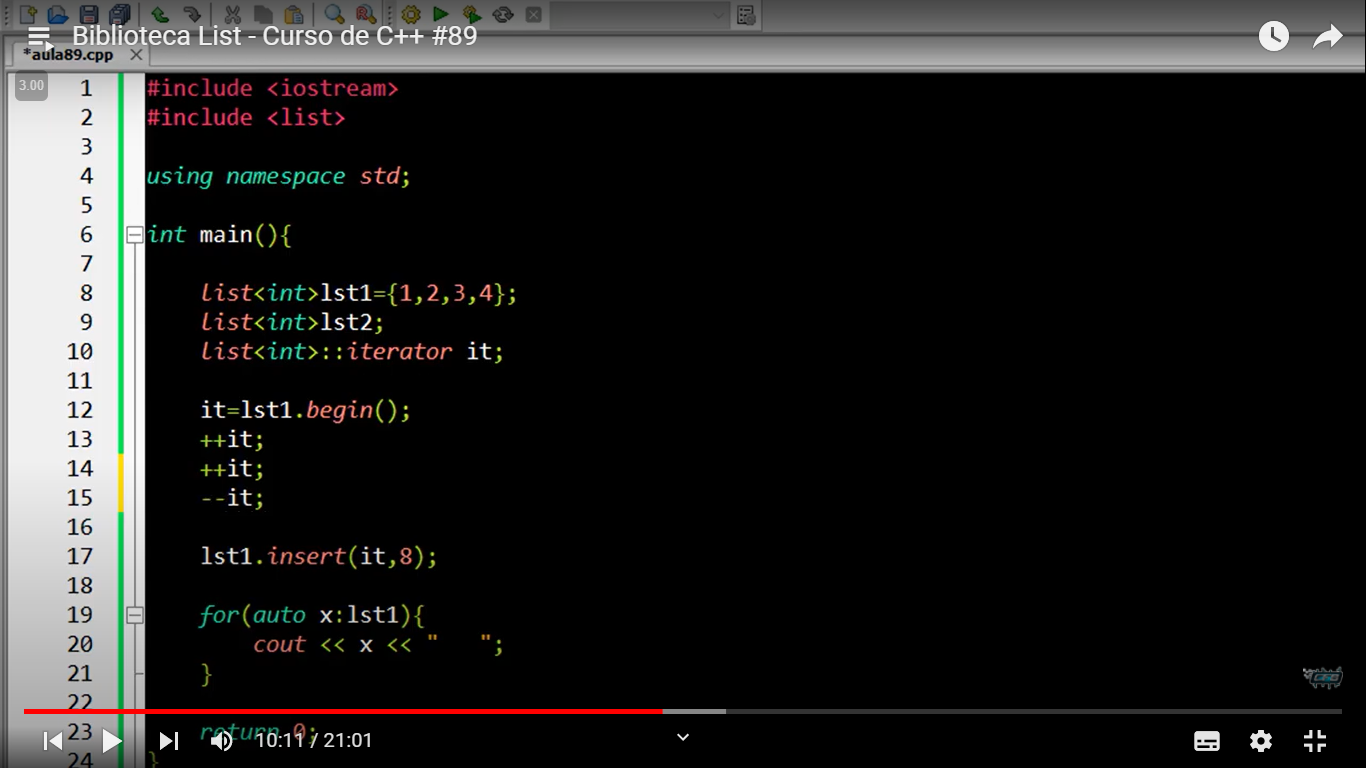 Biblioteca List - Curso de C++ #89
*aula89.cpp
3.00
1 #include <iostream>
2 #include <list>
3
4 using namespace std;
5
6 int main(){
7
8 list<int>lst1={1,2,3,4};
9 list<int>lst2;
10 list<int>::iterator it;
11
12 it=lst1.begin();
13 ++it;
14 ++it;
15 --it;
16
17 lst1.insert(it,8);
18
19 for(auto x:lst1){
20 cout << x << "   ";
21 }
22
23 return 0;
10:11 / 21:01
24 }